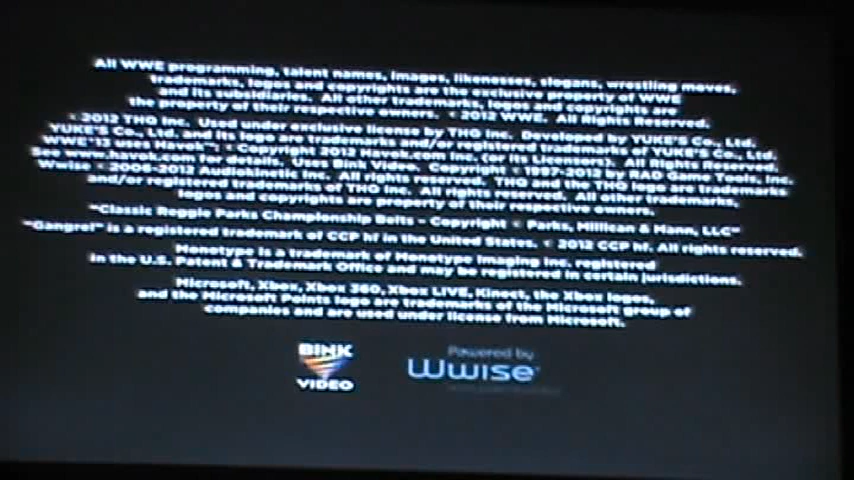 All WWE programming, talent names, images, likenesses, slogans, wrestling moves,
trademarks, logos and copyrights are the exclusive property of WWE
and its subsidiaries. All other trademarks, logos and copyrights are
the property of their respective owners. © 2012 WWE. All Rights Reserved.
© 2012 THQ Inc. Used under exclusive license by THQ Inc. Developed by YUKE'S Co., Ltd.
YUKE'S Co., Ltd. and its logo are trademarks and/or registered trademarks of YUKE'S Co., Ltd.
WWE '13 uses Havok™; © Copyright 2012 Havok.com Inc. (or its Licensors). All Rights Reserved.
See www.havok.com for details. Uses Bink Video. Copyright © 1997-2012 by RAD Game Tools, Inc.
Wwise © 2006-2012 Audiokinetic Inc. All rights reserved. THQ and the THQ logo are trademarks
and/or registered trademarks of THQ Inc. All rights reserved. All other trademarks,
logos and copyrights are property of their respective owners.
"Classic Reggie Parks Championship Belts - Copyright © Parks, Millican & Hann, LLC"
"Gangrel" is a registered trademark of CCP hf in the United States. © 2012 CCP hf. All rights reserved.
Monotype is a trademark of Monotype Imaging Inc. registered
in the U.S. Patent & Trademark Office and may be registered in certain jurisdictions.
Microsoft, Xbox, Xbox 360, Xbox LIVE, Kinect, the Xbox logos,
and the Microsoft Points logo are trademarks of the Microsoft group of
companies and are used under license from Microsoft.
BINK
VIDEO
Powered by
Wwise